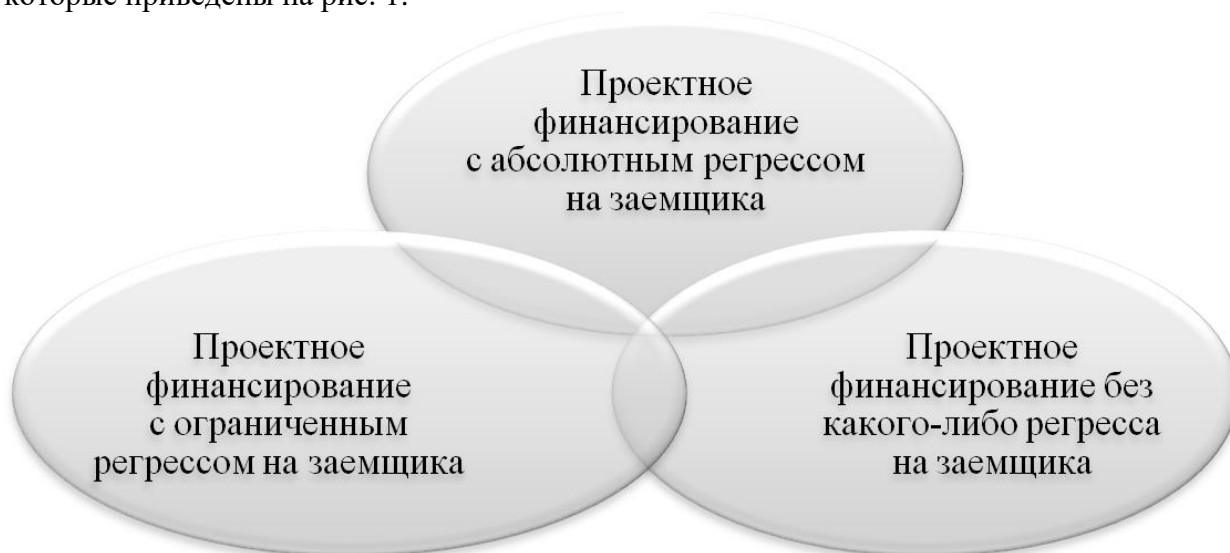 которые приведены на рис. 1.
Проектное
финансирование
с абсолютным регрессом
на заемщика
Проектное
финансирование
с ограниченным
регрессом на заемщика
Проектное
финансирование без
какого-либо регресса
на заемщика